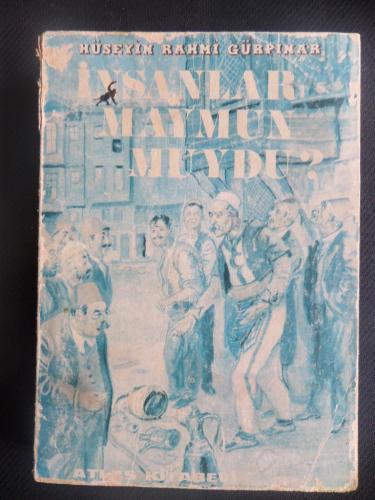 HÜSEYİN RAHMİ GÜRPINAR
İNSANLAR
MAYMUN
MUYDU?